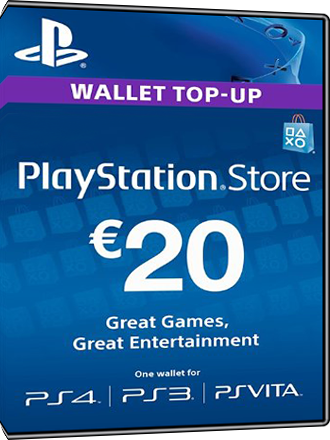 WALLET TOP-UP
PlayStation®Store
€20
Great Games,
Great Entertainment
One wallet for
PS4 | PS3 | PSVITA